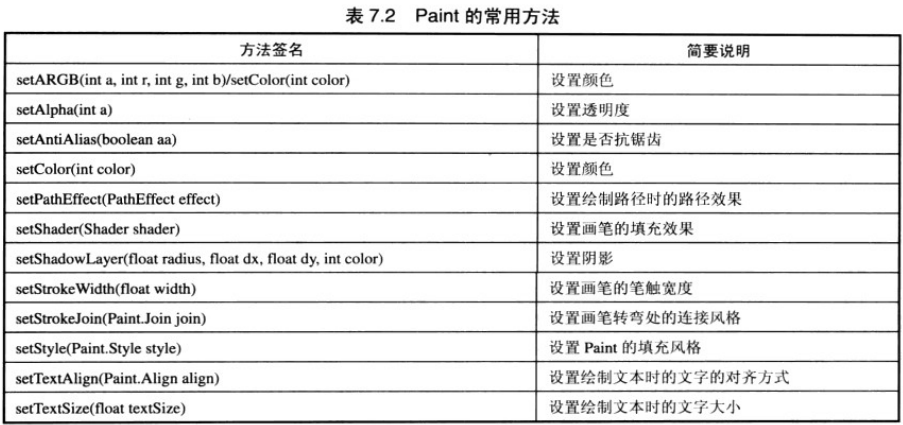 表 7.2 Paint 的常用方法
方法签名 简要说明
setARGB(int a, int r, int g, int b)/setColor(int color) 设置颜色
setAlpha(int a) 设置透明度
setAntiAlias(boolean aa) 设置是否抗锯齿
setColor(int color) 设置颜色
setPathEffect(PathEffect effect) 设置绘制路径时的路径效果
setShader(Shader shader) 设置画笔的填充效果
setShadowLayer(float radius, float dx, float dy, int color) 设置阴影
setStrokeWidth(float width) 设置画笔的笔触宽度
setStrokeJoin(Paint.Join join) 设置画笔转弯处的连接风格
setStyle(Paint.Style style) 设置 Paint 的填充风格
setTextAlign(Paint.Align align) 设置绘制文本时的文字的对齐方式
setTextSize(float textSize) 设置绘制文本时的文字大小